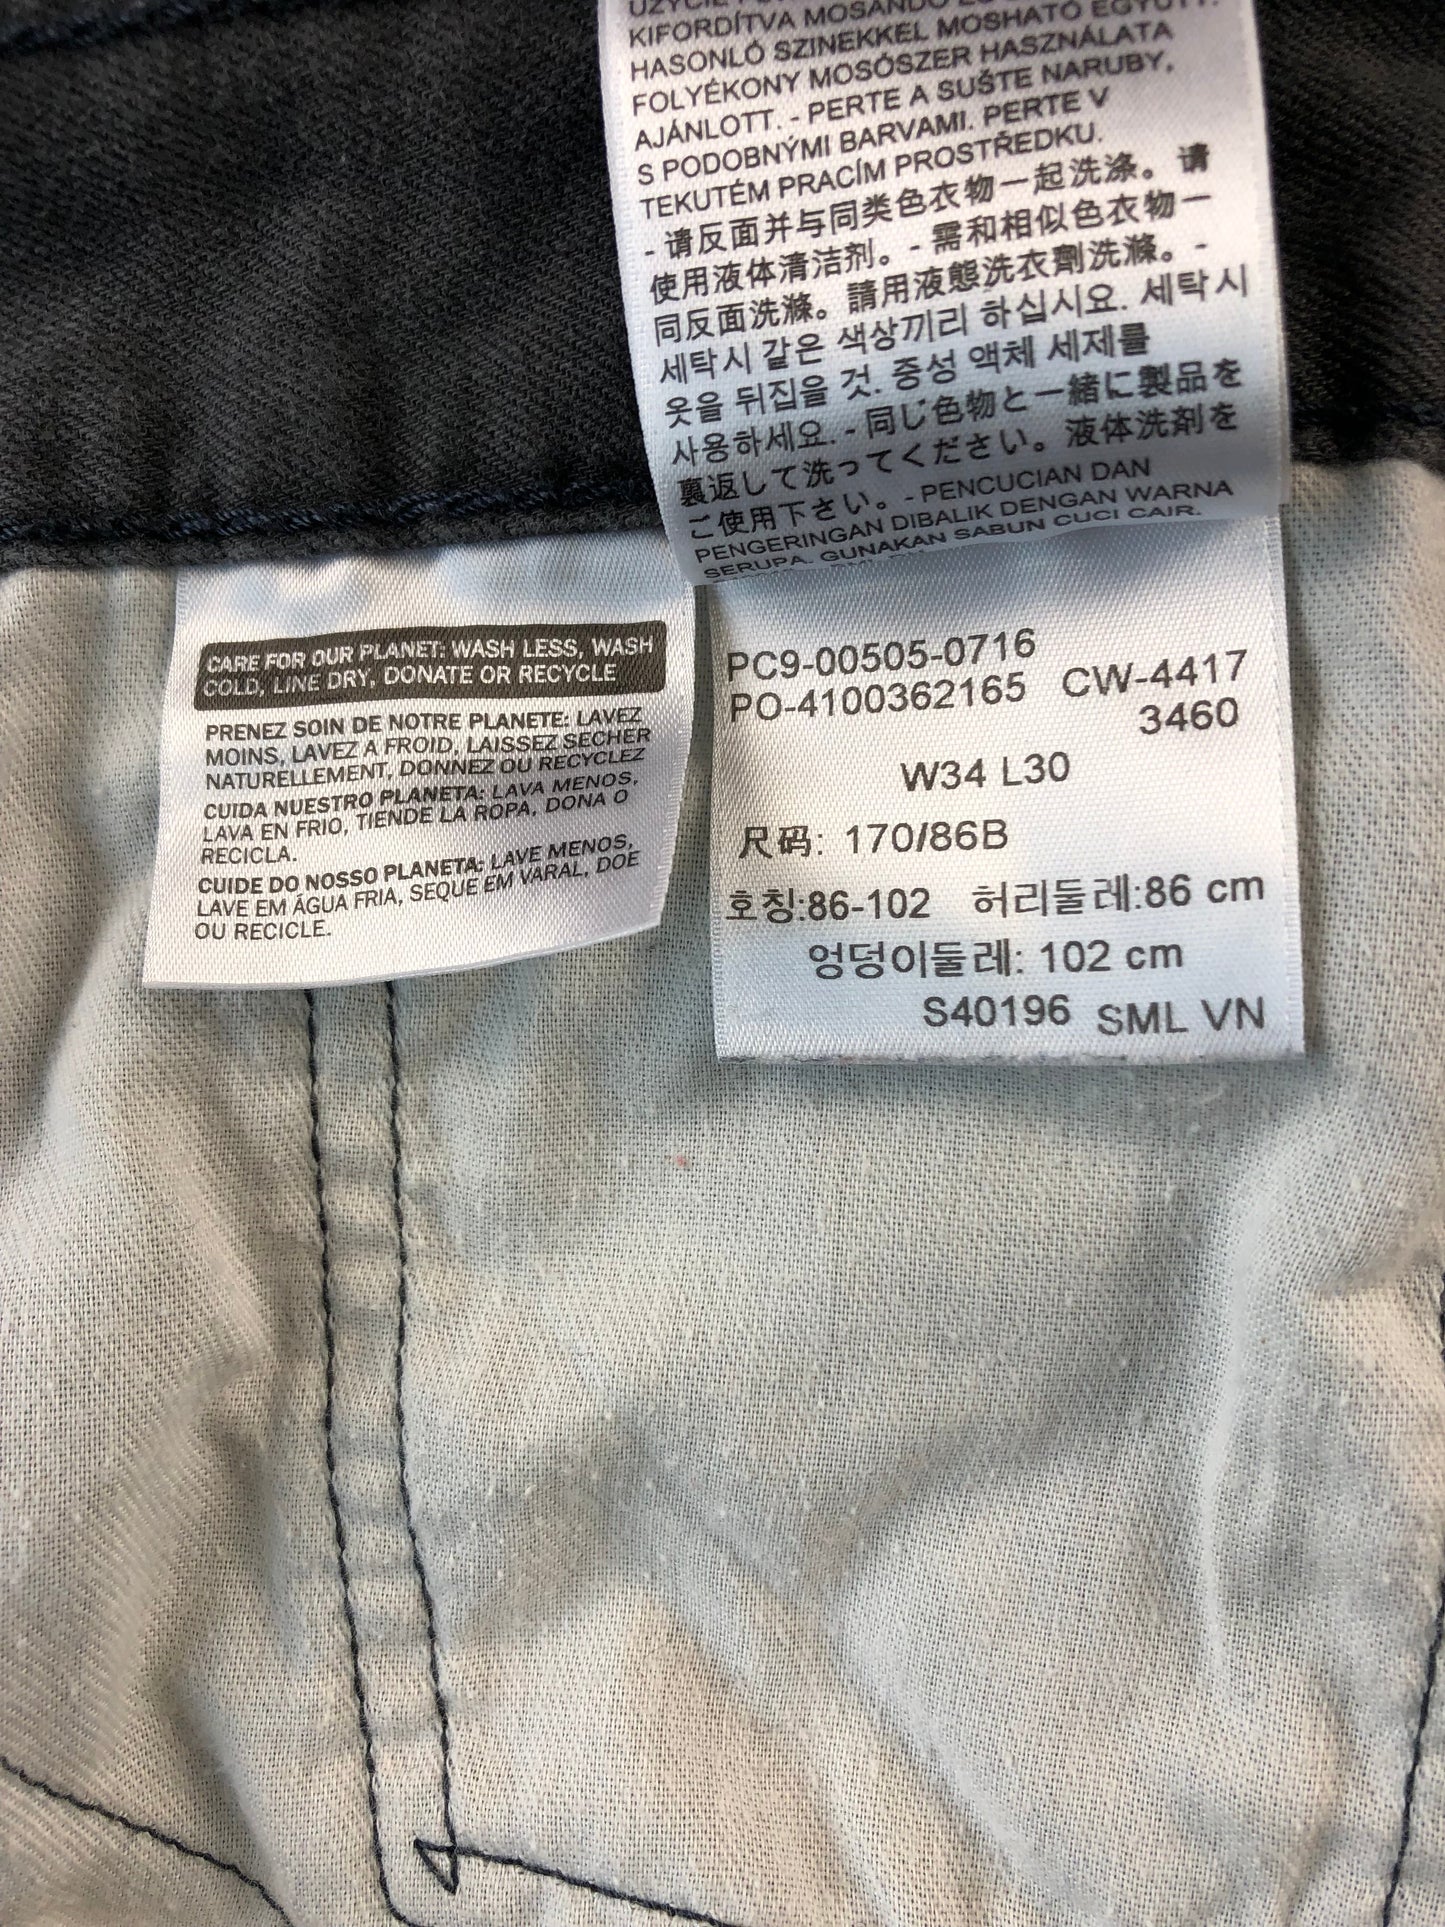 KIFORDÍTVA MOSANDÓ ÉS
HASONLÓ SZINEKKEL MOSHATÓ EGYÜTT.
FOLYÉKONY MOSÓSZER HASZNÁLATA
AJÁNLOTT. - PERTE A SUŠTE NARUBY,
S PODOBNÝMI BARVAMI. PERTE V
TEKUTÉM PRACÍM PROSTŘEDKU.
- 请反面并与同类色衣物一起洗涤。请
使用液体清洁剂。- 需和相似色衣物一
同反面洗滌。請用液態洗衣劑洗滌。-
세탁시 같은 색상끼리 하십시요. 세탁시
옷을 뒤집을 것. 중성 액체 세제를
사용하세요. - 同じ色物と一緒に製品を
裏返して洗ってください。液体洗剤を
ご使用下さい。- PENCUCIAN DAN
PENGERINGAN DIBALIK DENGAN WARNA
SERUPA. GUNAKAN SABUN CUCI CAIR.
CARE FOR OUR PLANET: WASH LESS, WASH
COLD, LINE DRY, DONATE OR RECYCLE
PRENEZ SOIN DE NOTRE PLANETE: LAVEZ
MOINS, LAVEZ A FROID, LAISSEZ SECHER
NATURELLEMENT, DONNEZ OU RECYCLEZ
CUIDA NUESTRO PLANETA: LAVA MENOS,
LAVA EN FRIO, TIENDE LA ROPA, DONA O
RECICLA.
CUIDE DO NOSSO PLANETA: LAVE MENOS,
LAVE EM ÁGUA FRIA, SEQUE EM VARAL, DOE
OU RECICLE.
PC9-00505-0716
PO-4100362165 CW-4417
3460
W34 L30
尺码: 170/86B
호칭:86-102 허리둘레:86 cm
엉덩이둘레: 102 cm
S40196 SML VN